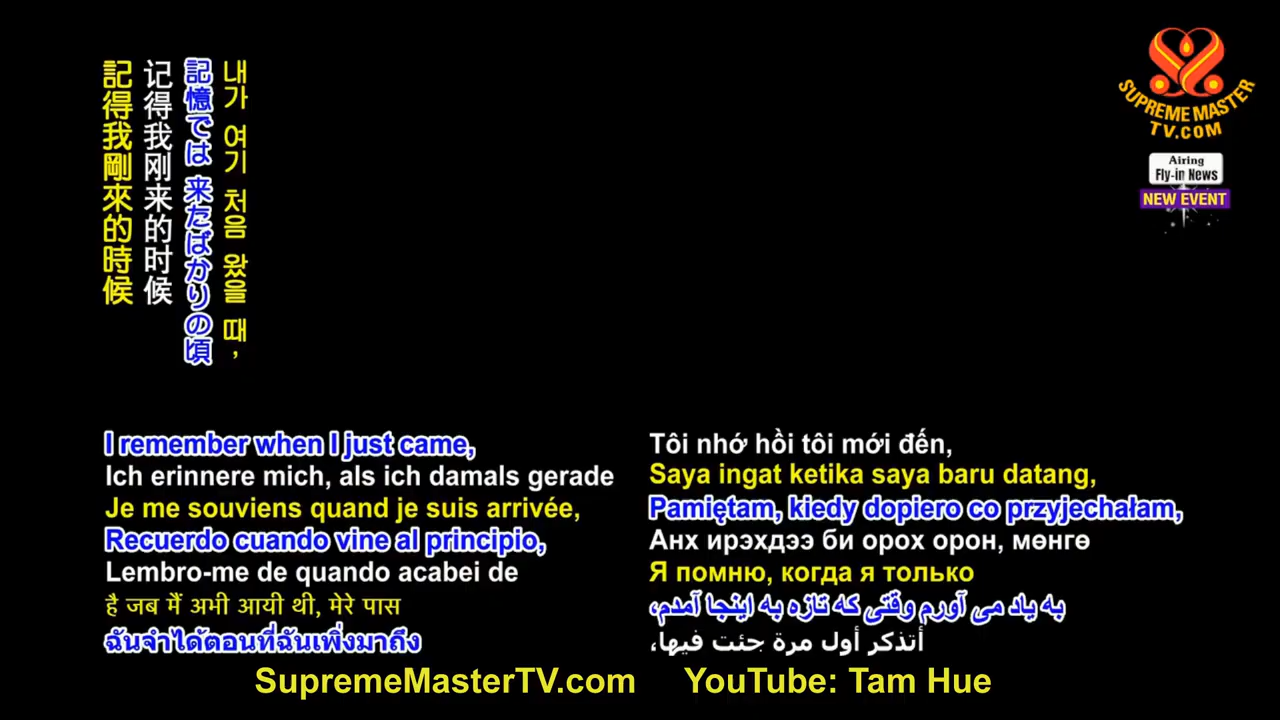 記得我剛來的時候
记得我刚来的时候
記憶では 来たばかりの頃
내가 여기 처음 왔을 때,
SUPREME MASTER
TV.COM
Airing
Fly-in News
NEW EVENT
I remember when I just came,
Ich erinnere mich, als ich damals gerade
Je me souviens quand je suis arrivée,
Recuerdo cuando vine al principio,
Lembro-me de quando acabei de
है जब मैं अभी आयी थी, मेरे पास
ฉันจำได้ตอนที่ฉันเพิ่งมาถึง
Tôi nhớ hồi tôi mới đến,
Saya ingat ketika saya baru datang,
Pamiętam, kiedy dopiero co przyjechałam,
Анх ирэхдээ би орох орон, мөнгө
Я помню, когда я только
به یاد می آورم وقتی که تازه به اینجا آمدم،
أتذكر أول مرة جئت فيها،
SupremeMasterTV.com YouTube: Tam Hue